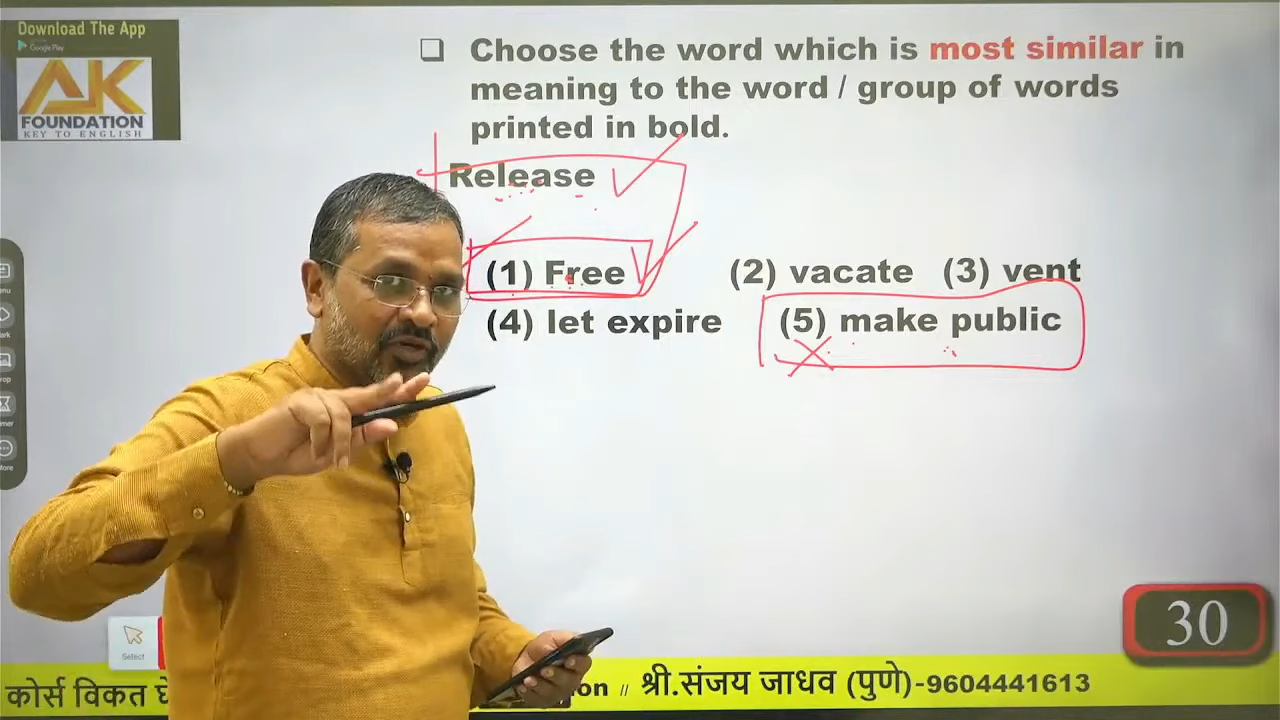 Download The App
Google Play
AK
FOUNDATION
KEY TO ENGLISH
❑ Choose the word which is most similar in
meaning to the word / group of words
printed in bold.
Release
(1) Free (2) vacate (3) vent
(4) let expire (5) make public
30
Select
More
कोर्स विकत // श्री.संजय जाधव (पुणे)-9604441613